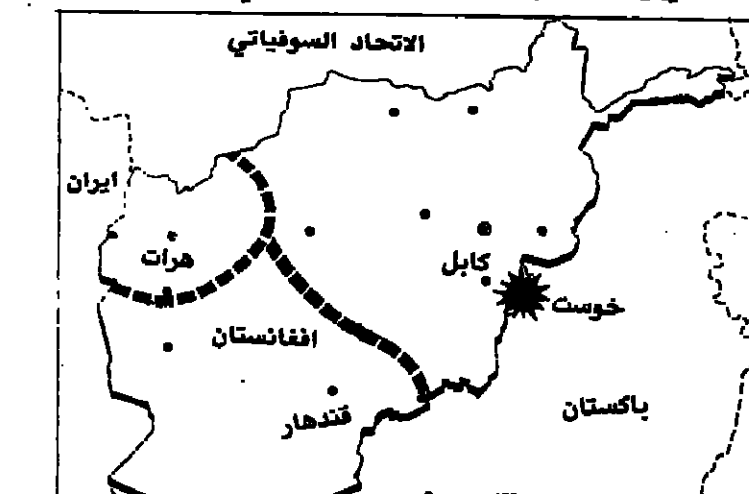 الاتحاد السوفياتي
ايران
هرات
كابل
خوست
افغانستان
قندهار
باكستان